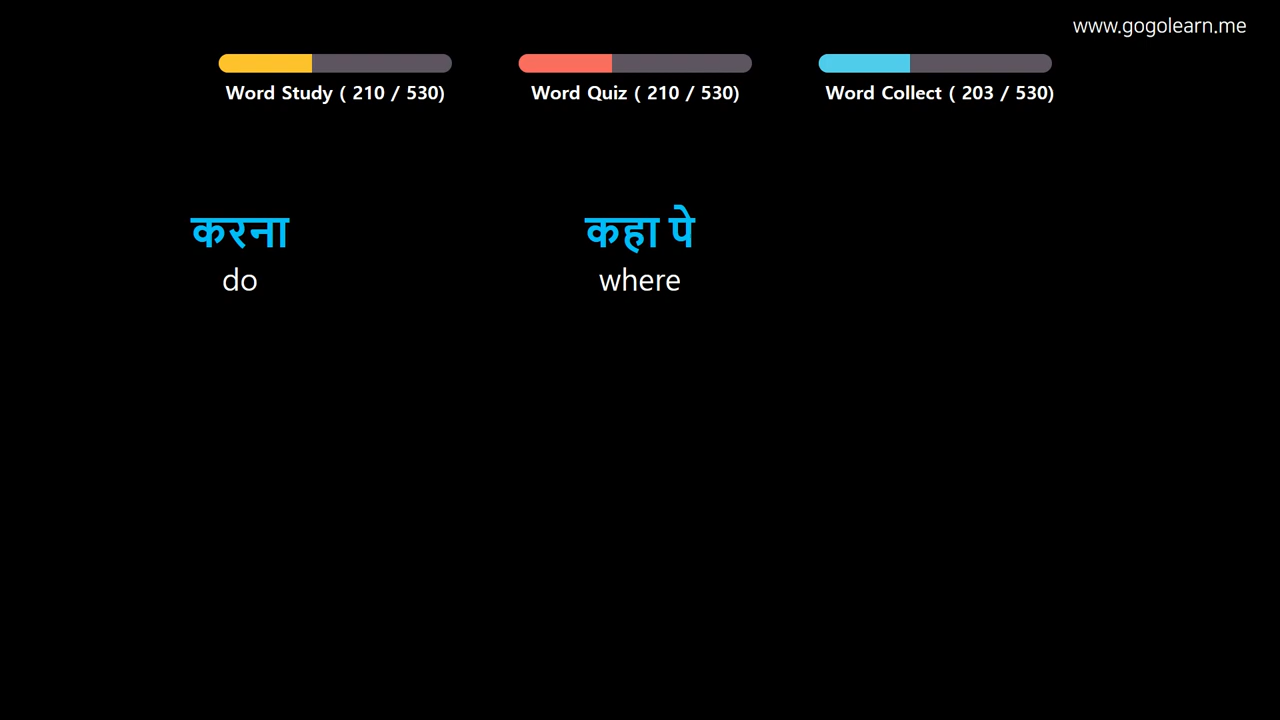 www.gogolearn.me
Word Study ( 210 / 530)
Word Quiz ( 210 / 530)
Word Collect ( 203 / 530)
करना
do
कहा पे
where